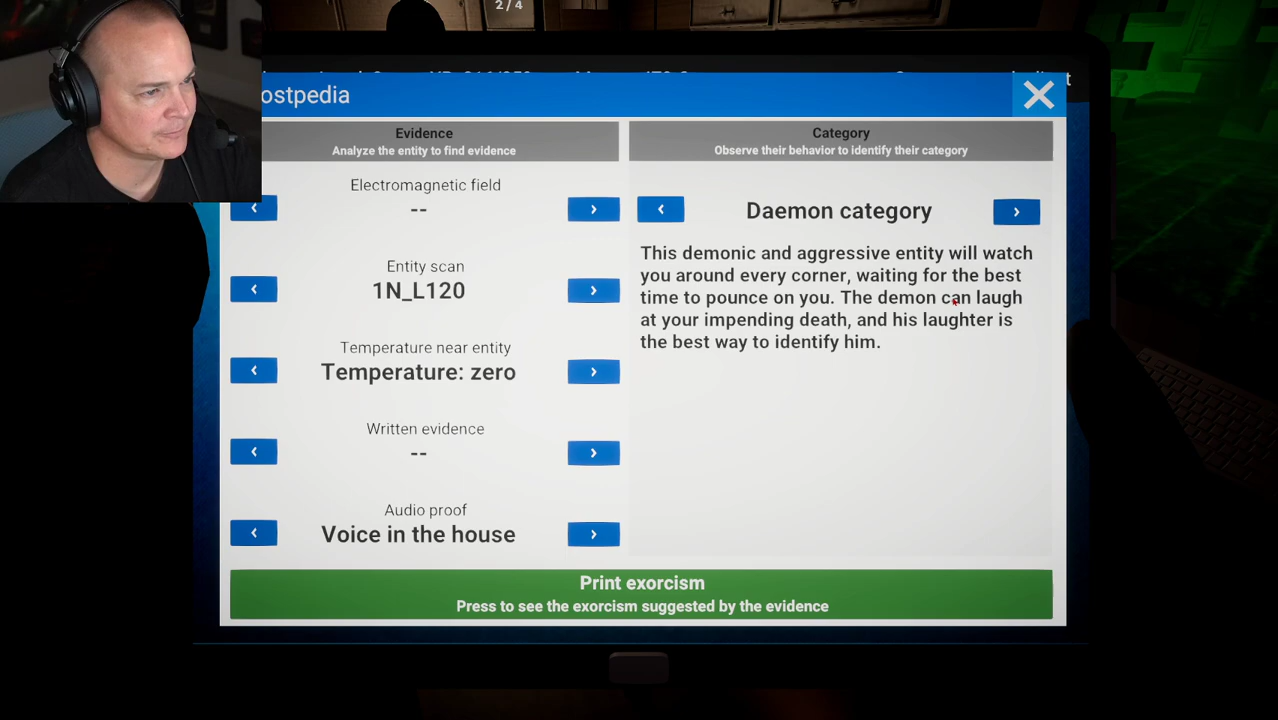 2/4
ostpedia
Evidence
Analyze the entity to find evidence
Category
Observe their behavior to identify their category
Electromagnetic field
--
Daemon category
This demonic and aggressive entity will watch
you around every corner, waiting for the best
time to pounce on you. The demon can laugh
at your impending death, and his laughter is
the best way to identify him.
Entity scan
1N_L120
Temperature near entity
Temperature: zero
Written evidence
--
Audio proof
Voice in the house
Print exorcism
Press to see the exorcism suggested by the evidence